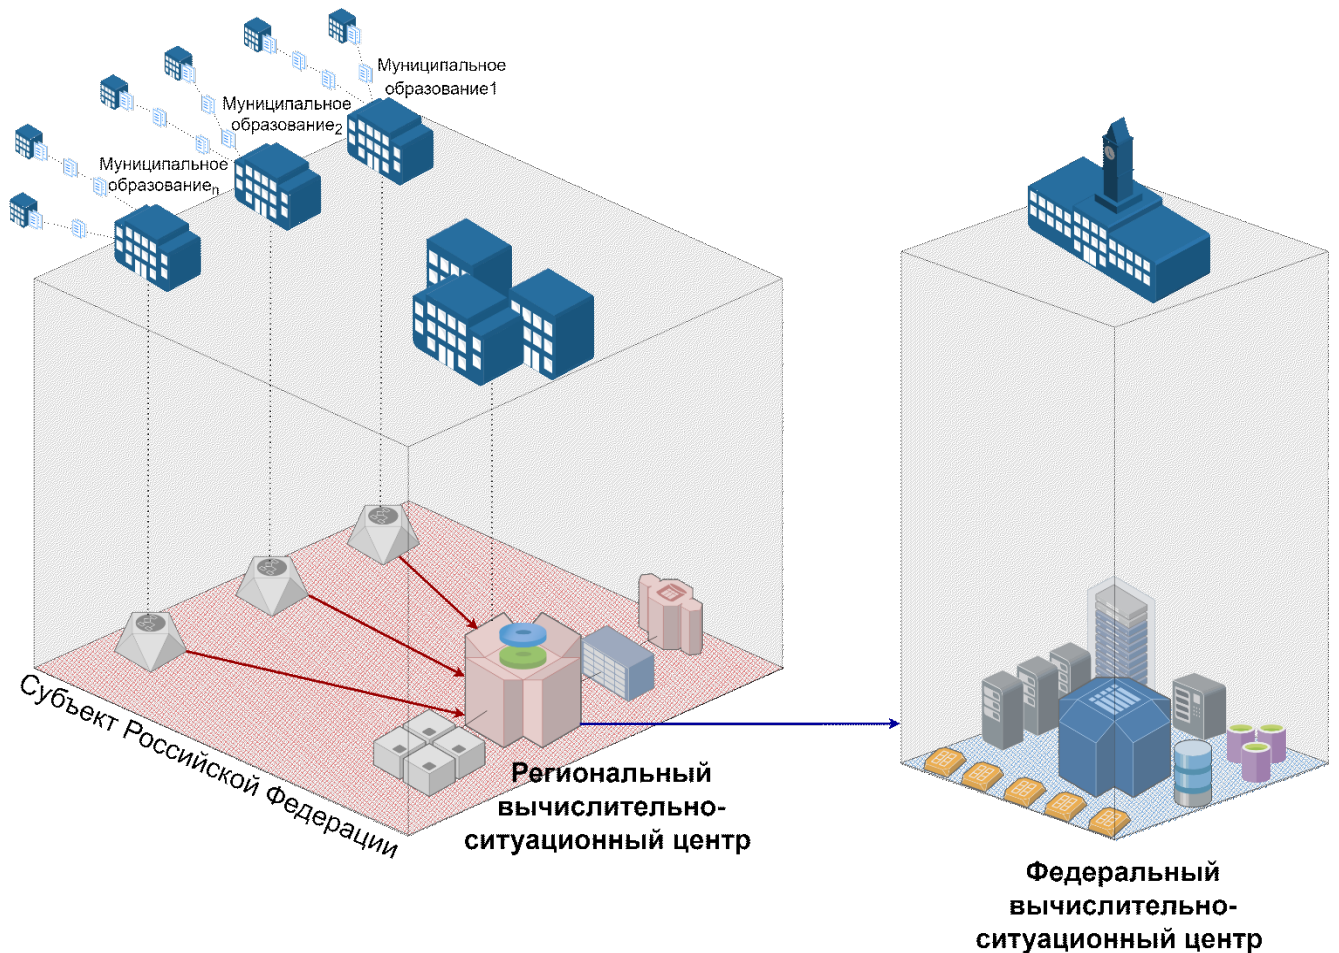 Муниципальное
образование1
Муниципальное
образование2
Муниципальное
образованиеn
Субъект Российской Федерации
Региональный
вычислительно-
ситуационный центр
Федеральный
вычислительно-
ситуационный центр